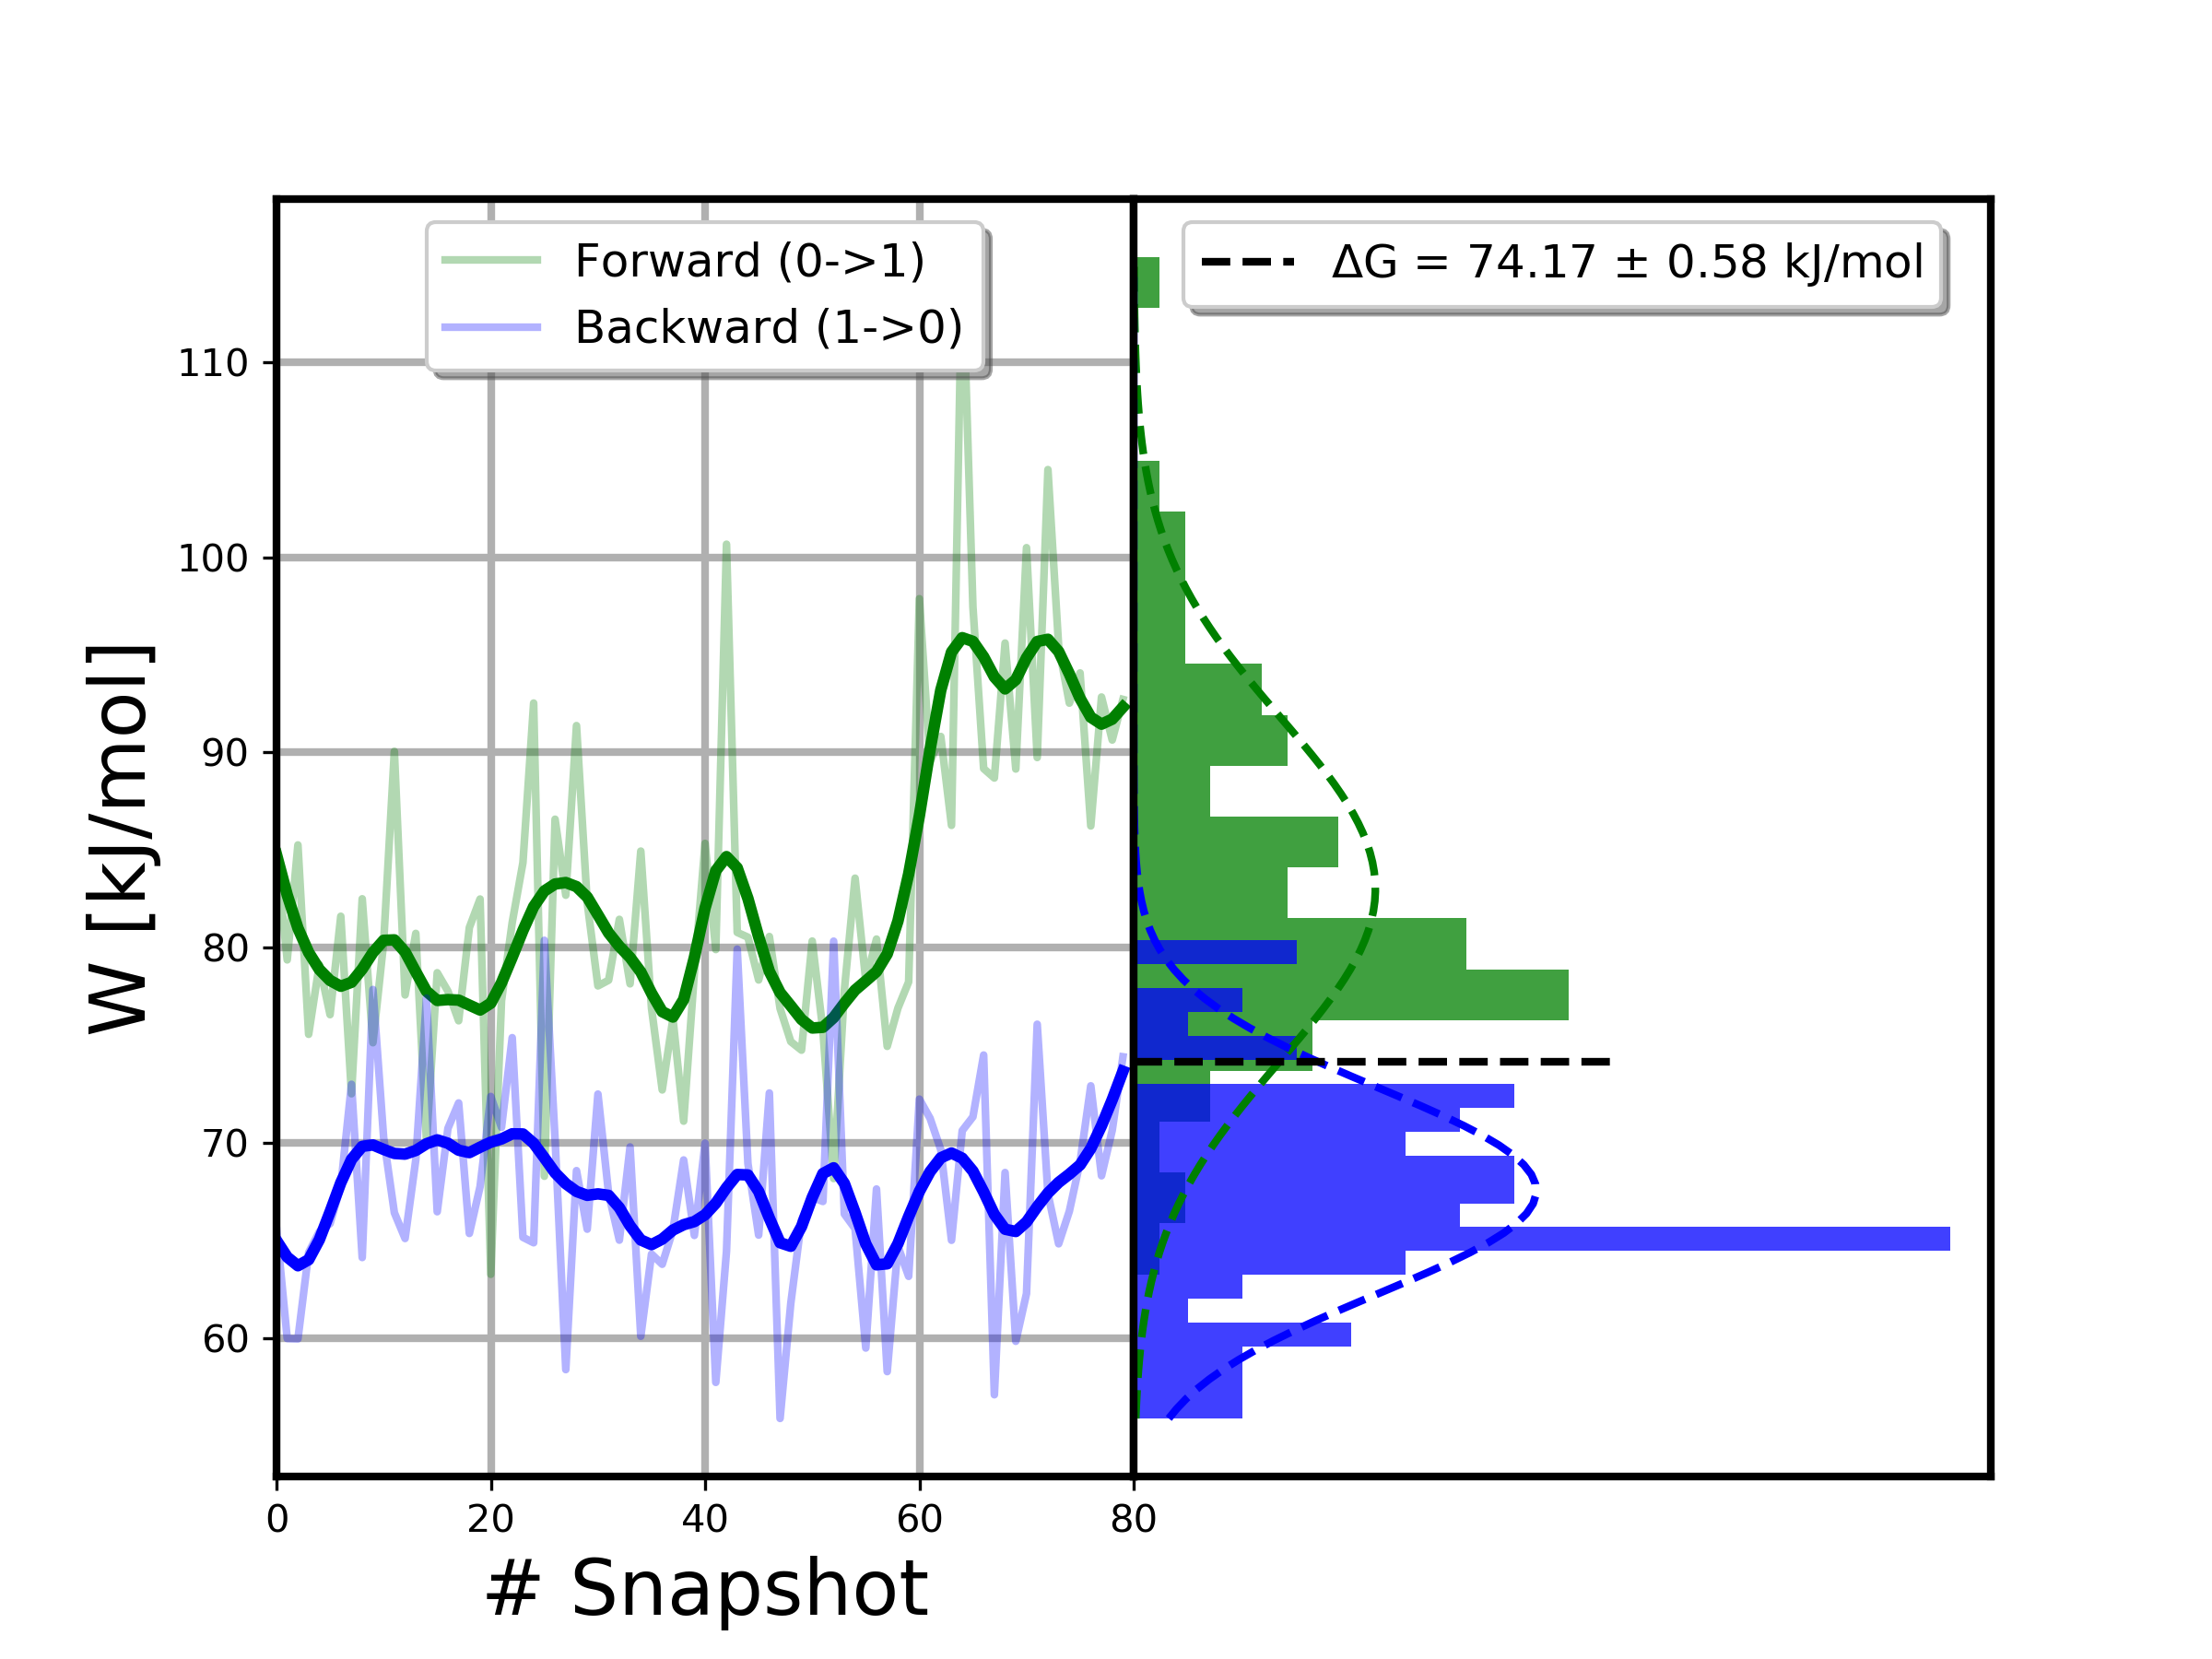 Forward (0->1)
Backward (1->0)
ΔG = 74.17 ± 0.58 kJ/mol
W [kJ/mol]
110
100
90
80
70
60
0 20 40 60 80
# Snapshot